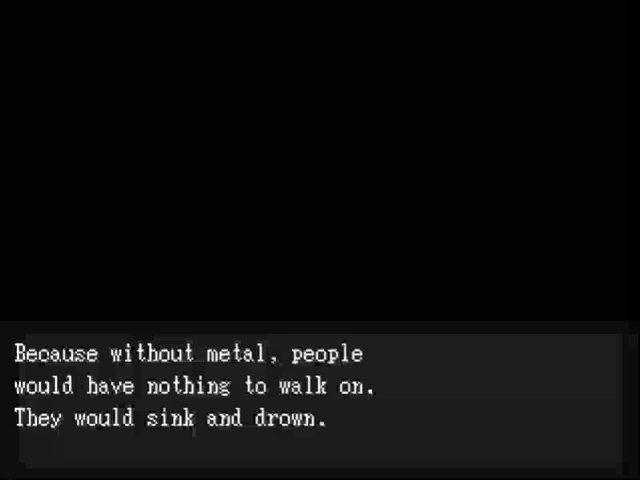 Because without metal, people
would have nothing to walk on.
They would sink and drown.